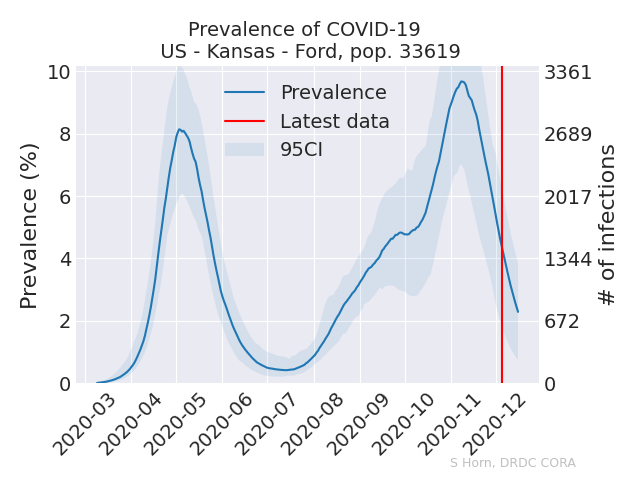 Prevalence of COVID-19
US - Kansas - Ford, pop. 33619
Prevalence
Latest data
95CI
Prevalence (%)
10
8
6
4
2
0
3361
2689
2017
1344
672
0
# of infections
2020-03
2020-04
2020-05
2020-06
2020-07
2020-08
2020-09
2020-10
2020-11
2020-12
S Horn, DRDC CORA